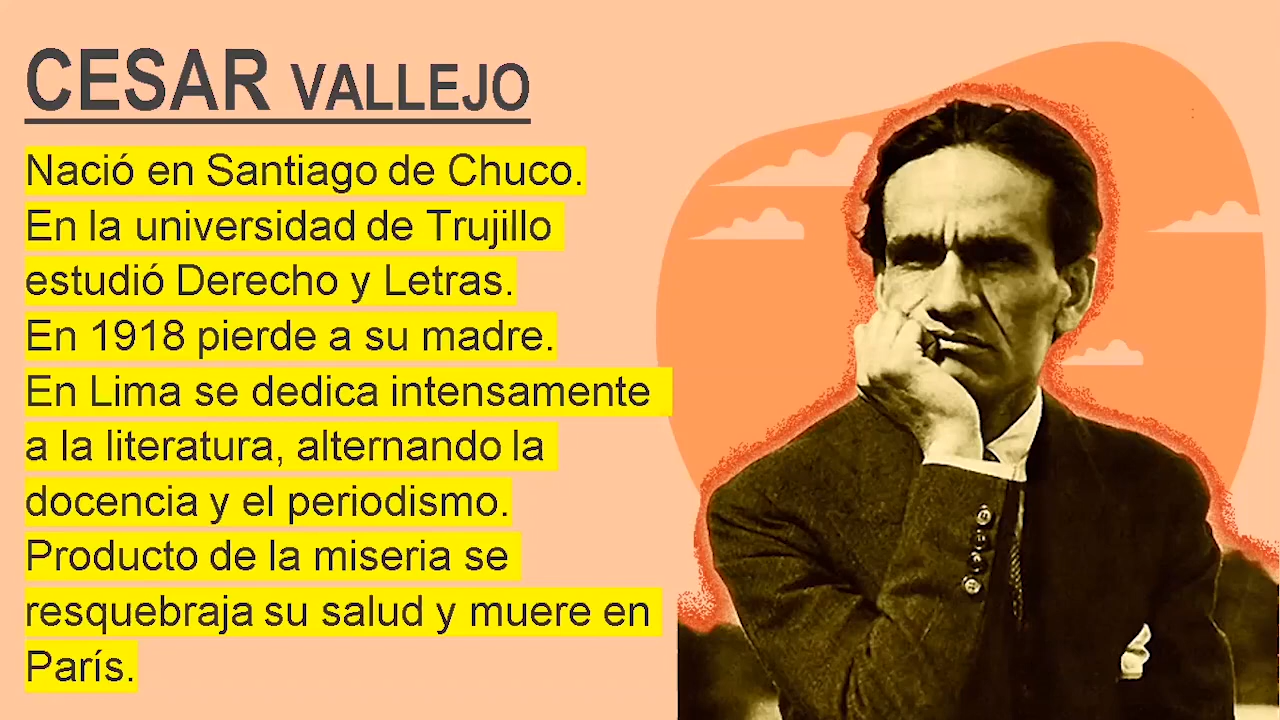 CESAR VALLEJO
Nació en Santiago de Chuco.
En la universidad de Trujillo
estudió Derecho y Letras.
En 1918 pierde a su madre.
En Lima se dedica intensamente
a la literatura, alternando la
docencia y el periodismo.
Producto de la miseria se
resquebraja su salud y muere en
París.